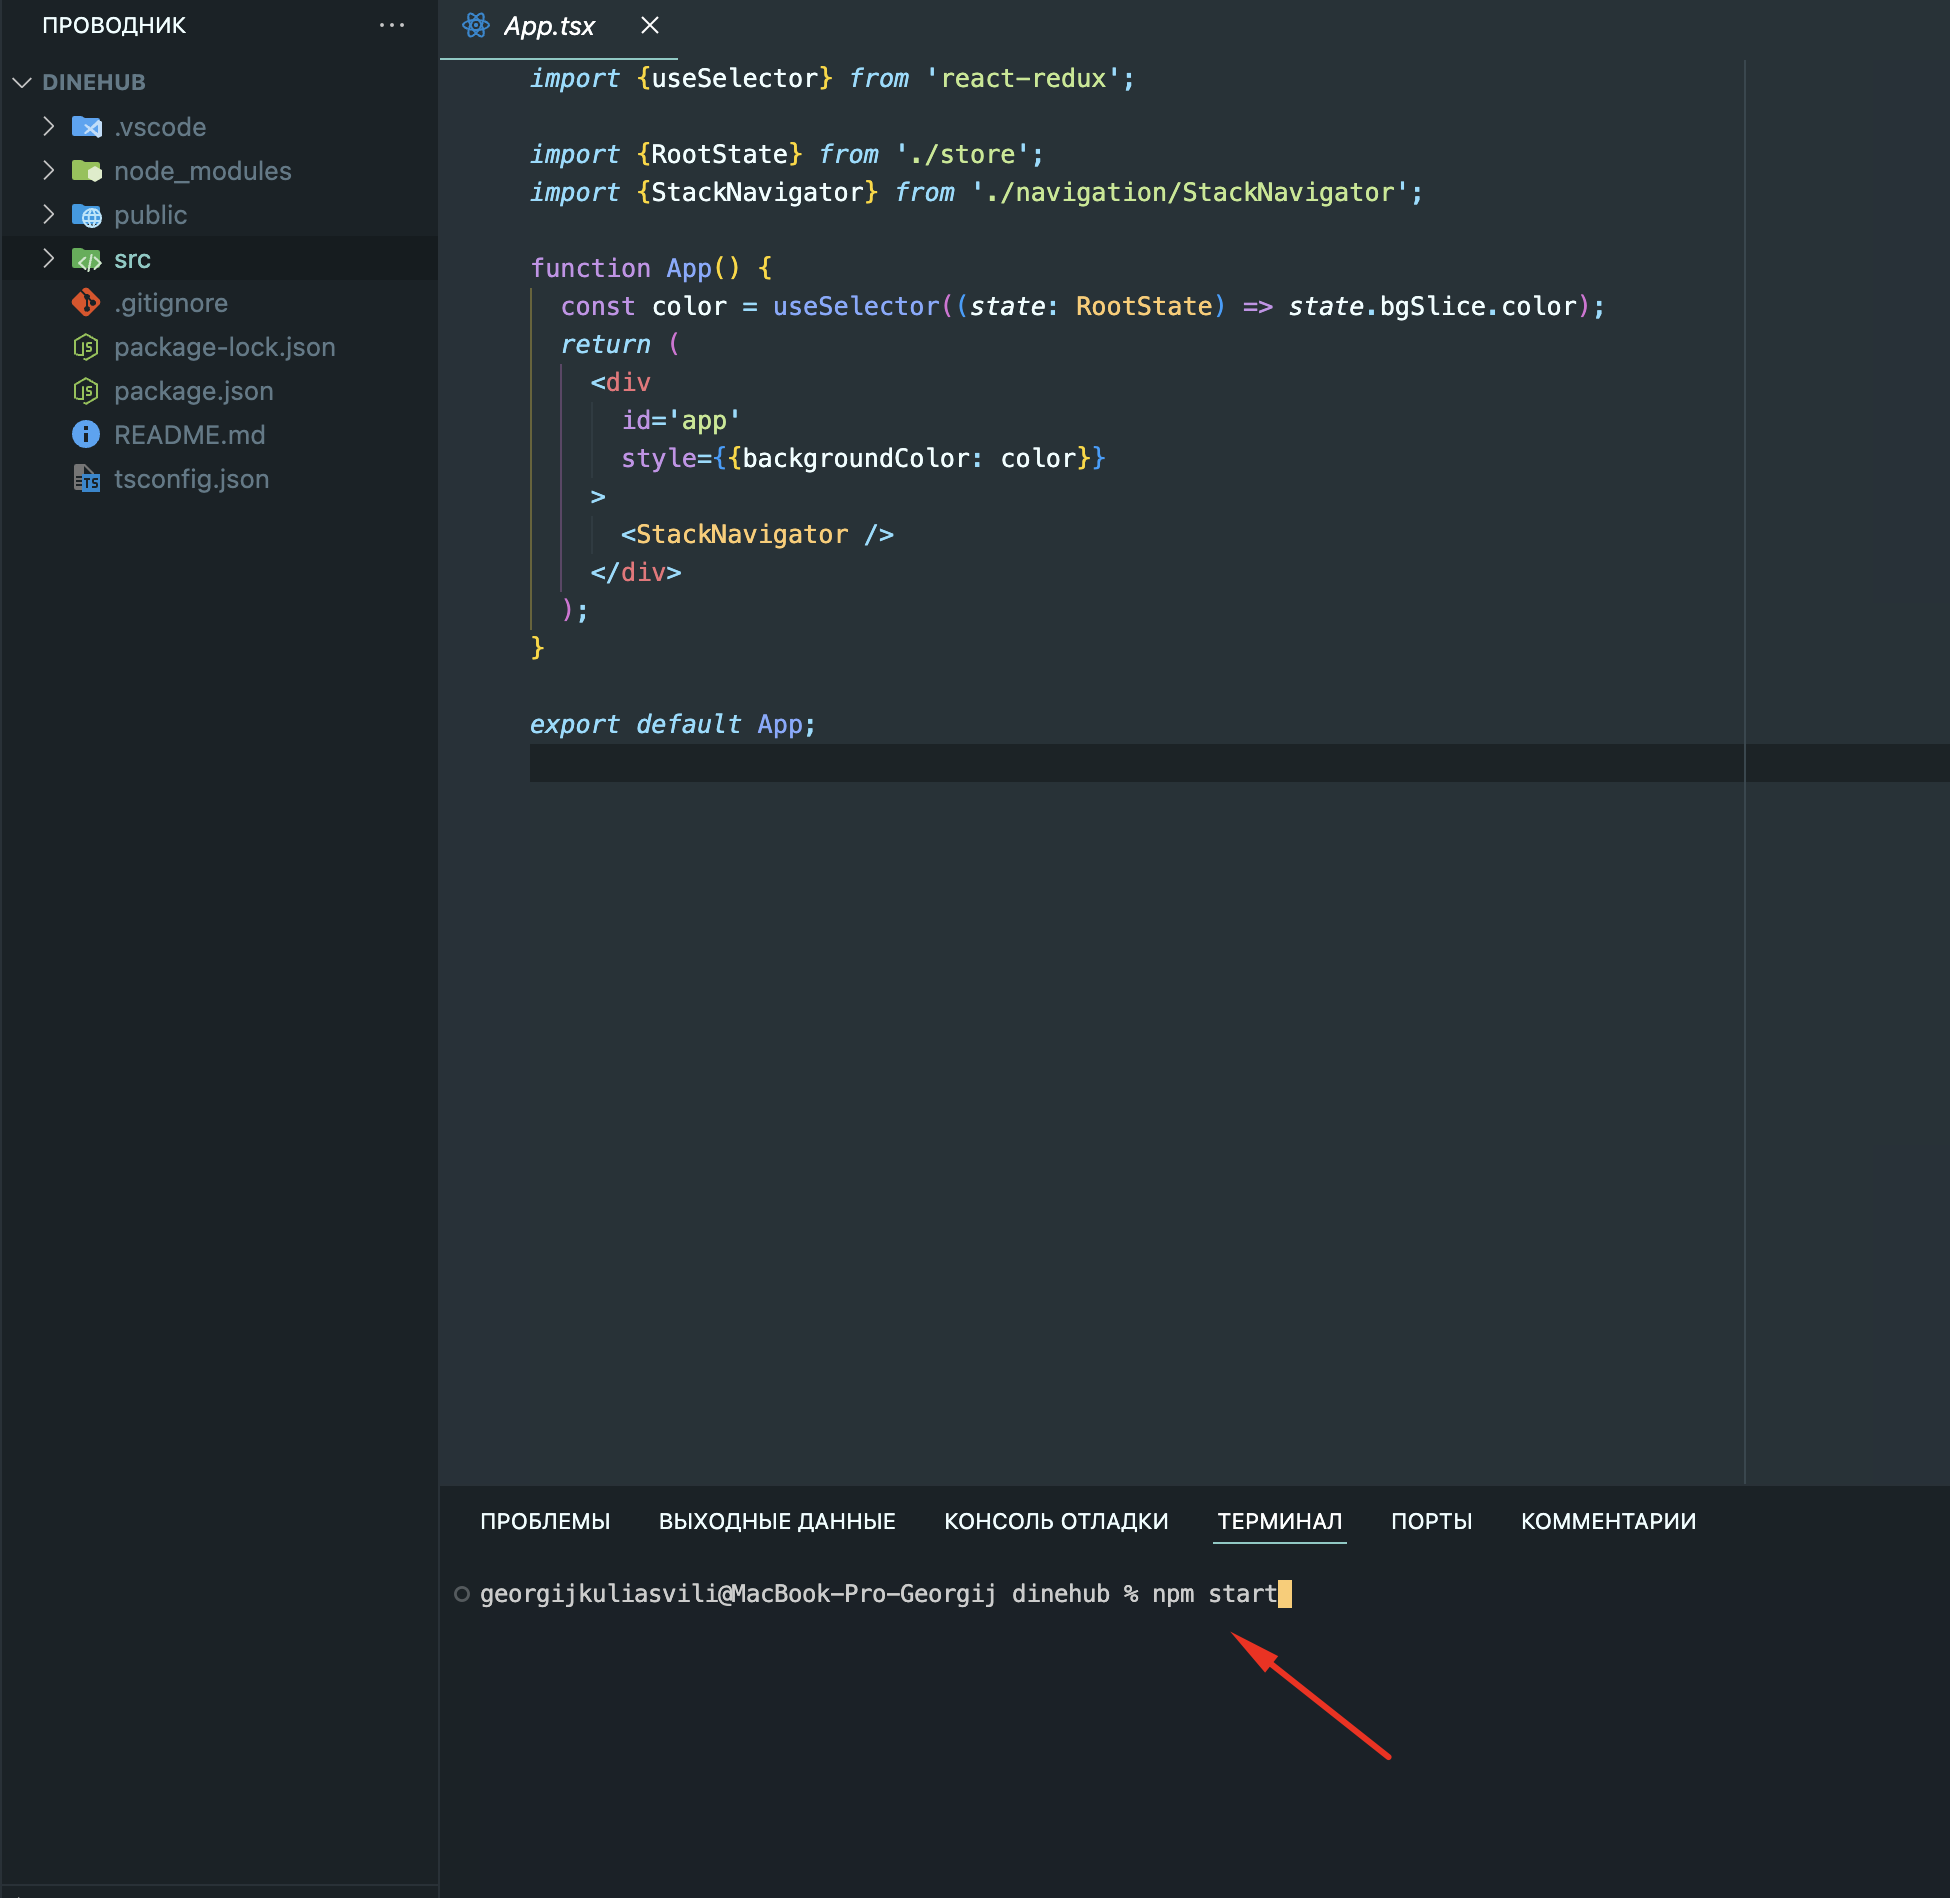 ПРОВОДНИК
DINEHUB
.vscode
node_modules
public
src
.gitignore
package-lock.json
package.json
README.md
tsconfig.json
App.tsx
import {useSelector} from 'react-redux';
import {RootState} from './store';
import {StackNavigator} from './navigation/StackNavigator';
function App() {
const color = useSelector((state: RootState) => state.bgSlice.color);
return (
<div
id='app'
style={{backgroundColor: color}}
>
<StackNavigator />
</div>
);
}
export default App;
ПРОБЛЕМЫ ВЫХОДНЫЕ ДАННЫЕ КОНСОЛЬ ОТЛАДКИ ТЕРМИНАЛ ПОРТЫ КОММЕНТАРИИ
georgijkuliasvili@MacBook-Pro-Georgij dinehub % npm start